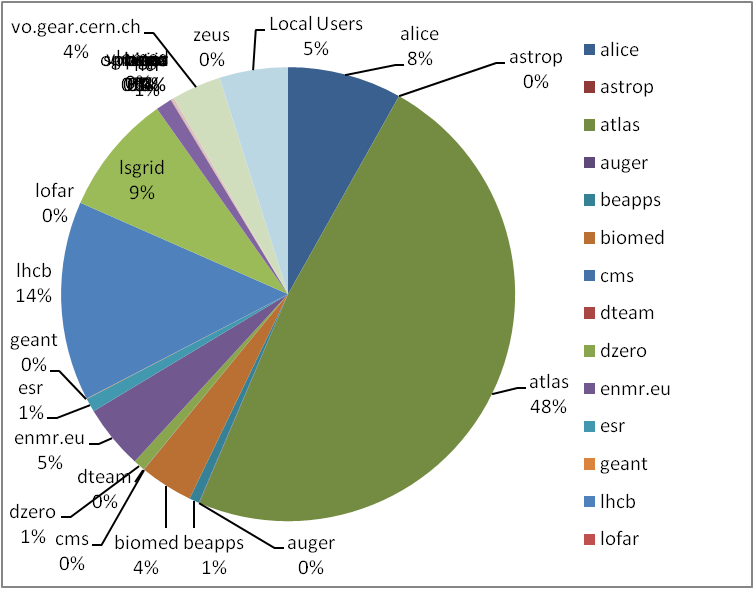 vo.gear.cern.ch
4%
zeus
0%
Local Users
5%
alice
8%
astrop
0%
1%
lsgrid
9%
lofar
0%
lhcb
14%
geant
0%
esr
1%
enmr.eu
5%
dteam
0%
dzero
1%
cms
0%
biomed
4%
beapps
1%
auger
0%
atlas
48%
alice
astrop
atlas
auger
beapps
biomed
cms
dteam
dzero
enmr.eu
esr
geant
lhcb
lofar